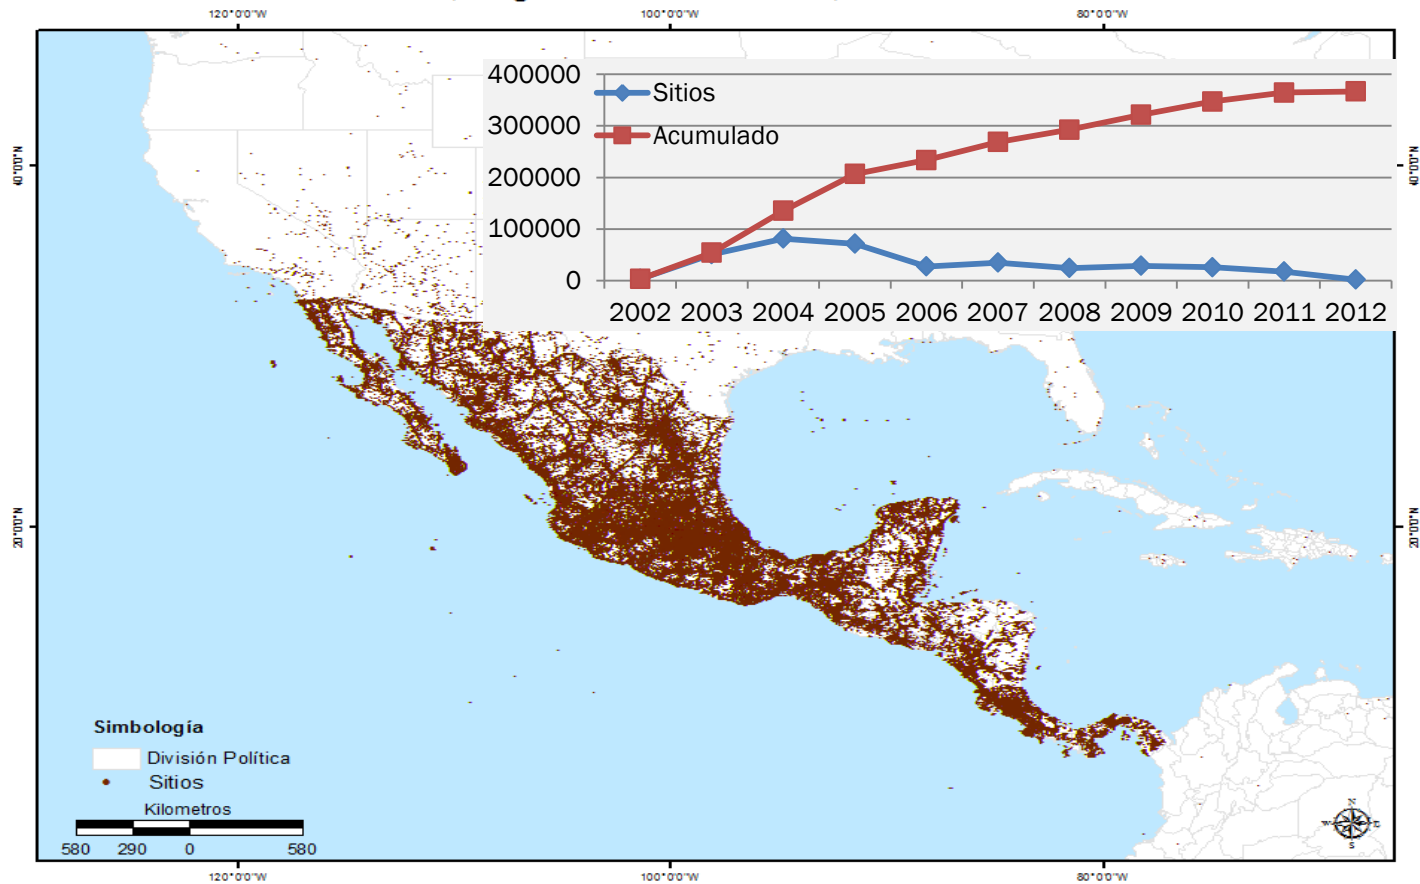 120°0'0"W 100°0'0"W 80°0'0"W
400000
300000
200000
100000
0
Sitios
Acumulado
2002 2003 2004 2005 2006 2007 2008 2009 2010 2011 2012
40°0'0"N 40°0'0"N
20°0'0"N 20°0'0"N
Simbología
División Política
Sitios
Kilometros
580 290 0 580
N
W E
S
120°0'0"W 100°0'0"W 80°0'0"W